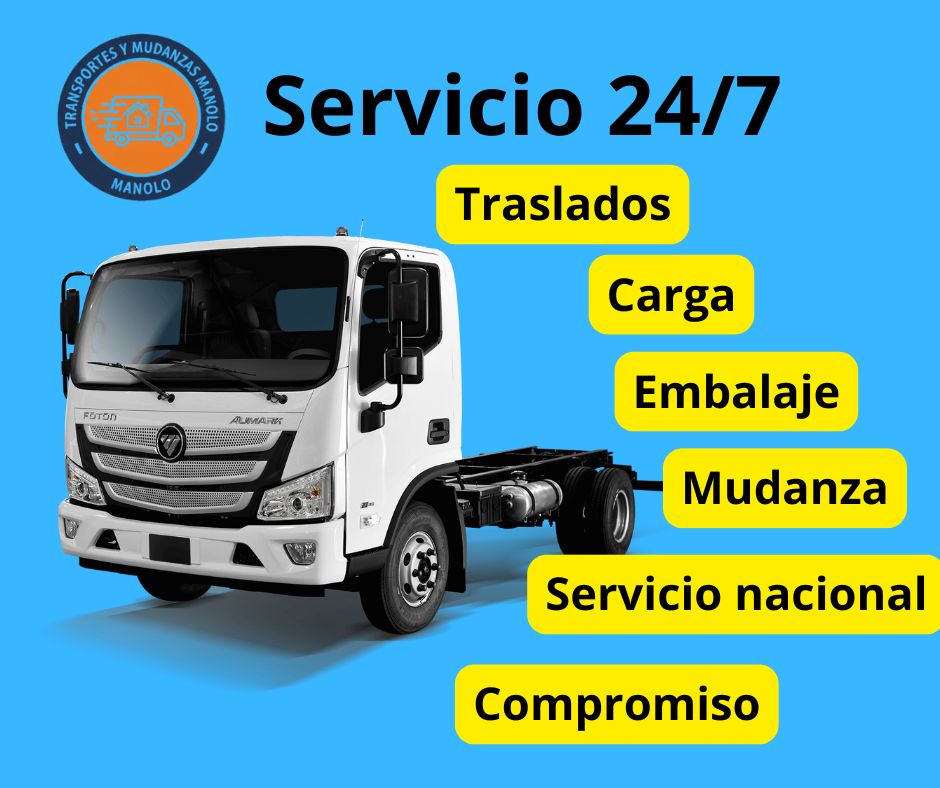 TRANSPORTES Y MUDANZAS MANOLO
MANOLO
Servicio 24/7
Traslados
Carga
Embalaje
Mudanza
Servicio nacional
Compromiso
FOTON
AUMARK